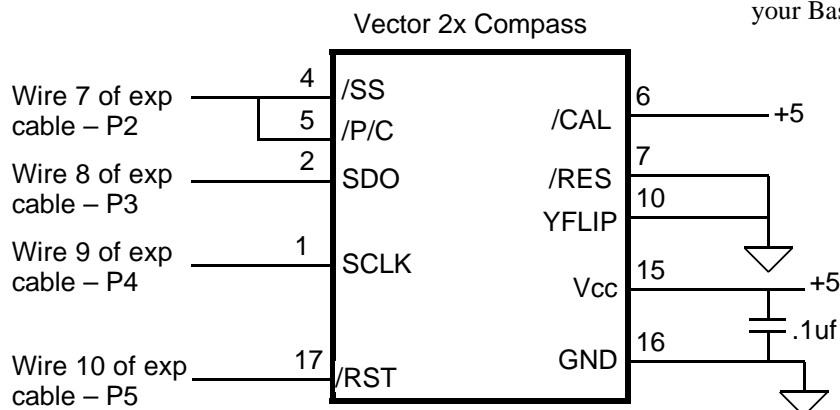 your Bas
Vector 2x Compass
Wire 7 of exp
cable – P2
4
/SS
5
/P/C
Wire 8 of exp
cable – P3
2
SDO
Wire 9 of exp
cable – P4
1
SCLK
Wire 10 of exp
cable – P5
17
/RST
6
/CAL
+5
7
/RES
10
YFLIP
15
Vcc
+5
.1uf
16
GND